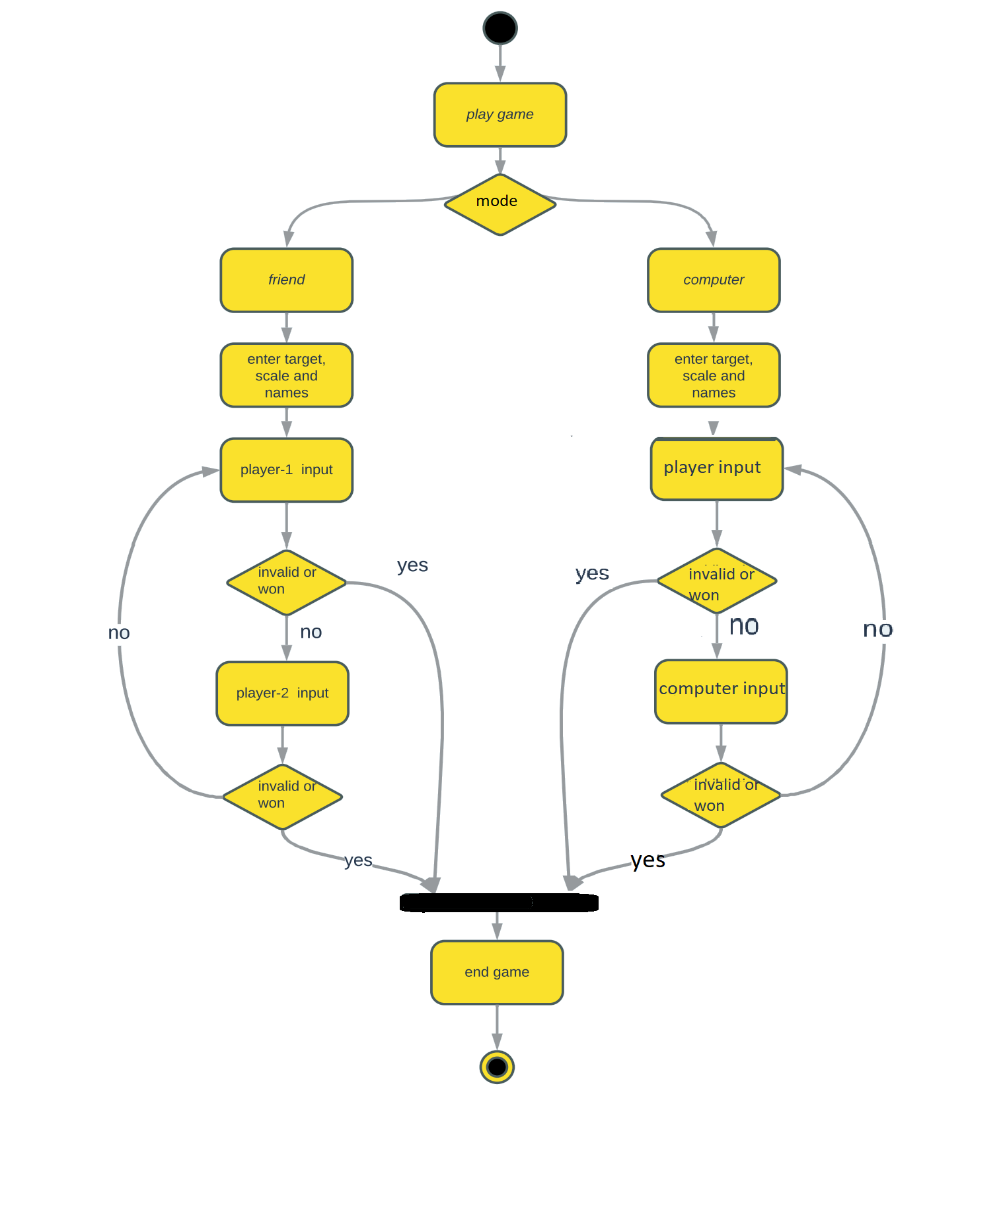 play game
mode
friend
computer
enter target,
scale and
names
enter target,
scale and
names
player-1 input
player input
invalid or
won
yes
yes
invalid or
won
no
no
no
no
player-2 input
computer input
invalid or
won
invalid or
won
yes
yes
end game